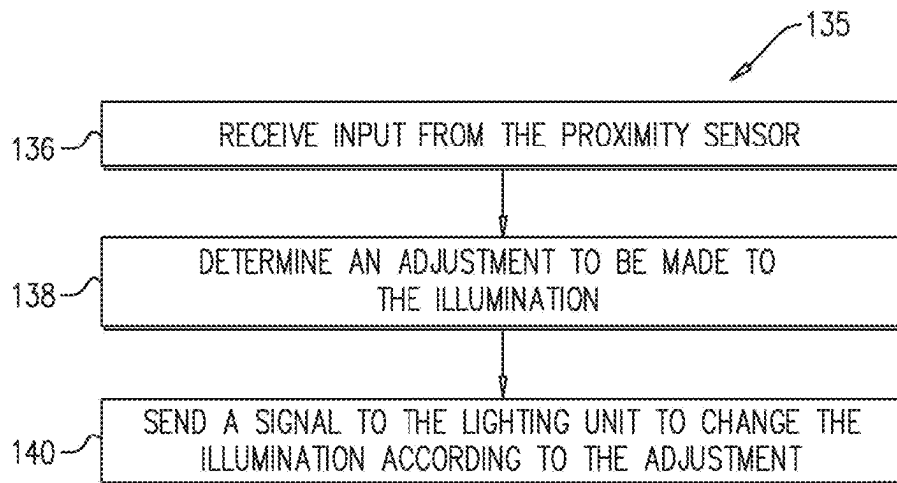 135
136
RECEIVE INPUT FROM THE PROXIMITY SENSOR
138
DETERMINE AN ADJUSTMENT TO BE MADE TO
THE ILLUMINATION
140
SEND A SIGNAL TO THE LIGHTING UNIT TO CHANGE THE
ILLUMINATION ACCORDING TO THE ADJUSTMENT